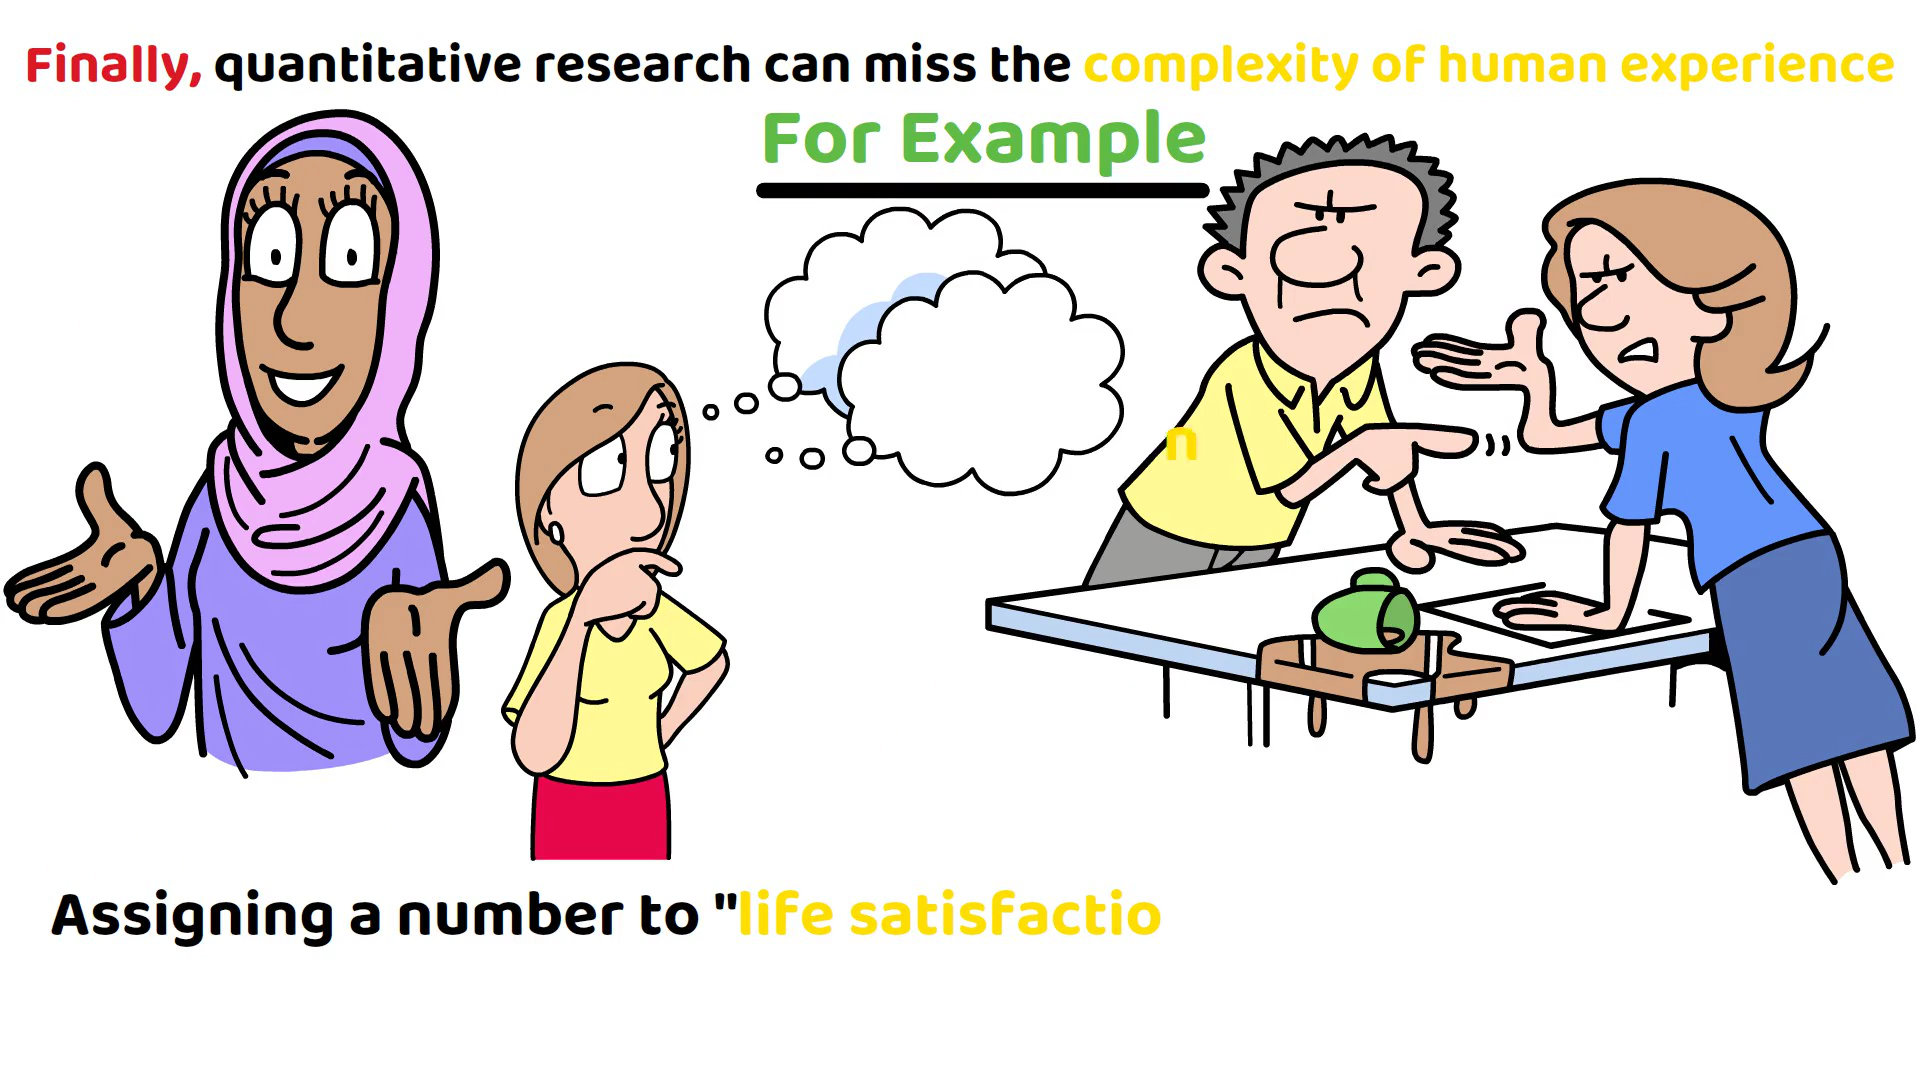 Finally, quantitative research can miss the complexity of human experience
For Example
n
Assigning a number to "life satisfactio